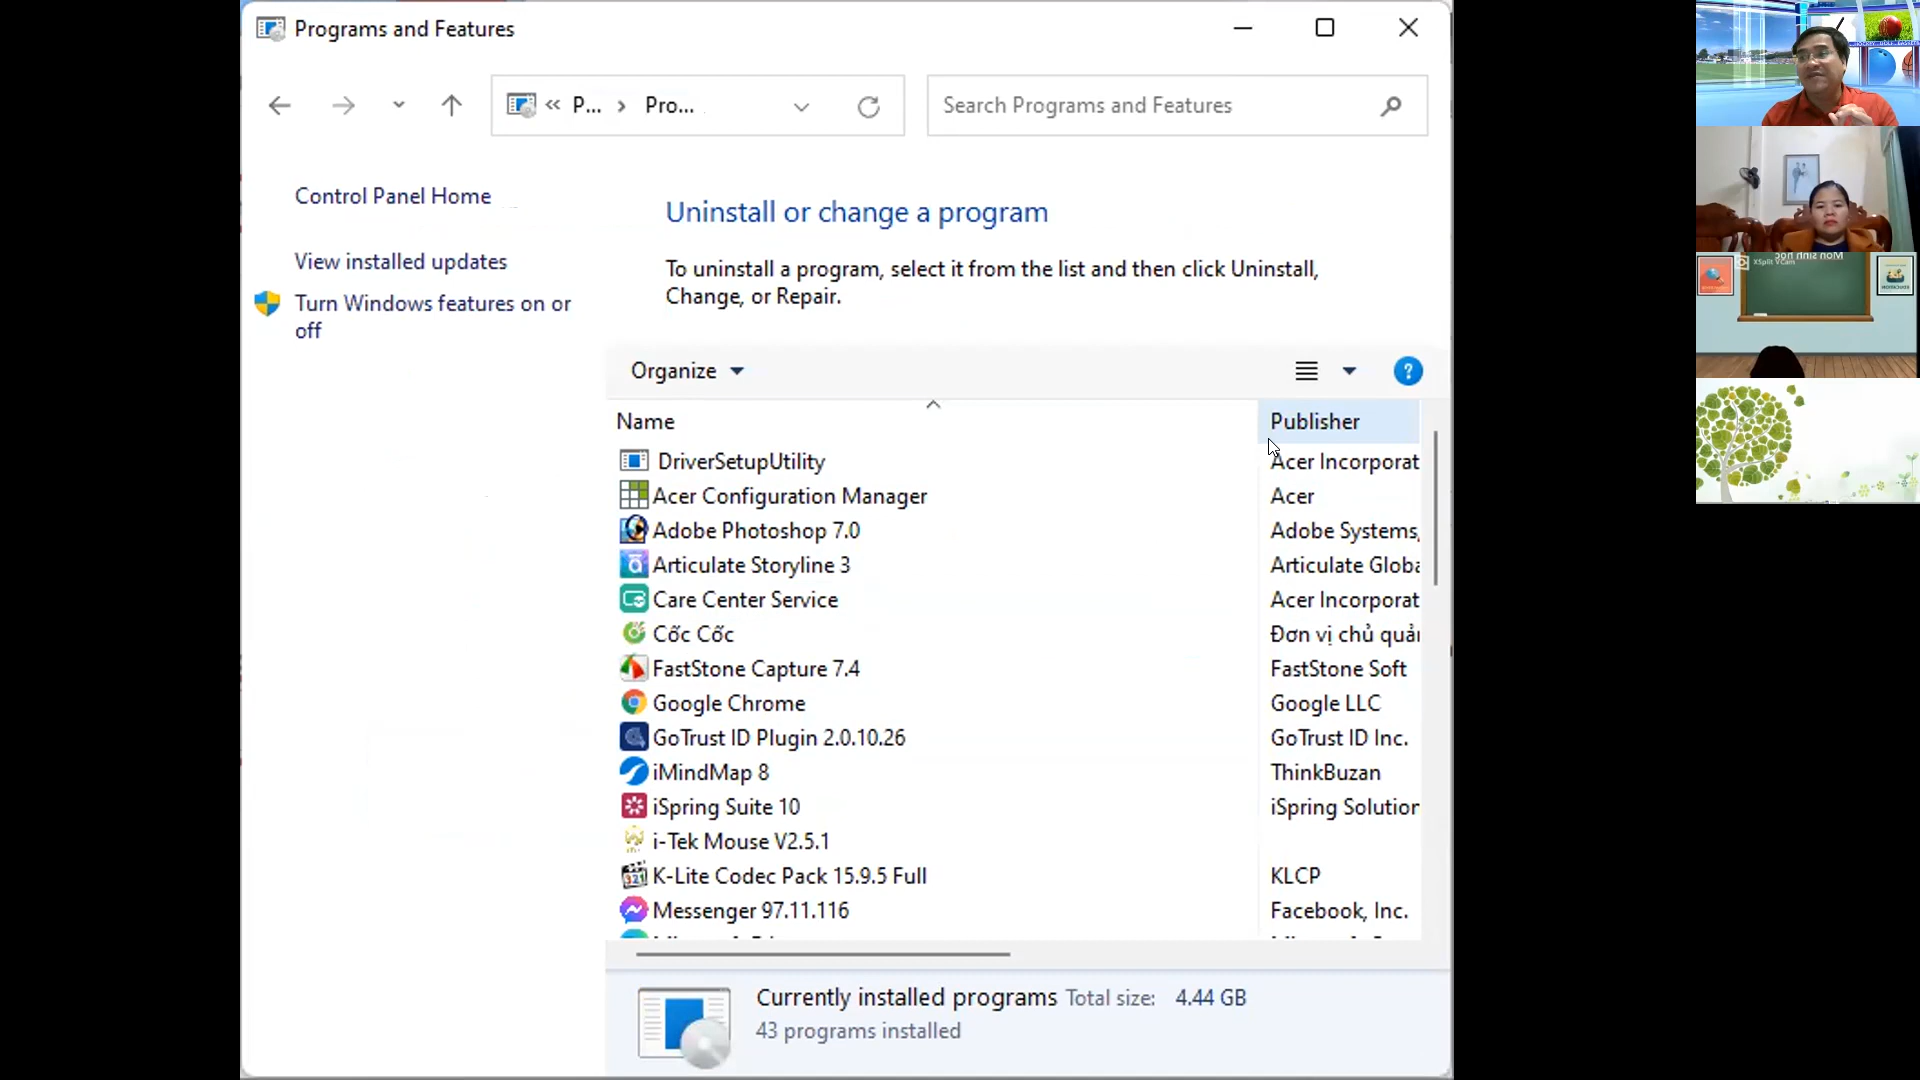 Programs and Features
« P... › Pro...
Search Programs and Features
Control Panel Home
View installed updates
Turn Windows features on or
off
Uninstall or change a program
To uninstall a program, select it from the list and then click Uninstall,
Change, or Repair.
Organize
Name Publisher
DriverSetupUtility Acer Incorporat
Acer Configuration Manager Acer
Adobe Photoshop 7.0 Adobe Systems,
Articulate Storyline 3 Articulate Globa
Care Center Service Acer Incorporat
Cốc Cốc Đơn vị chủ quản
FastStone Capture 7.4 FastStone Soft
Google Chrome Google LLC
GoTrust ID Plugin 2.0.10.26 GoTrust ID Inc.
iMindMap 8 ThinkBuzan
iSpring Suite 10 iSpring Solution
i-Tek Mouse V2.5.1
K-Lite Codec Pack 15.9.5 Full KLCP
Messenger 97.11.116 Facebook, Inc.
Currently installed programs Total size: 4.44 GB
43 programs installed
XSplit VCam